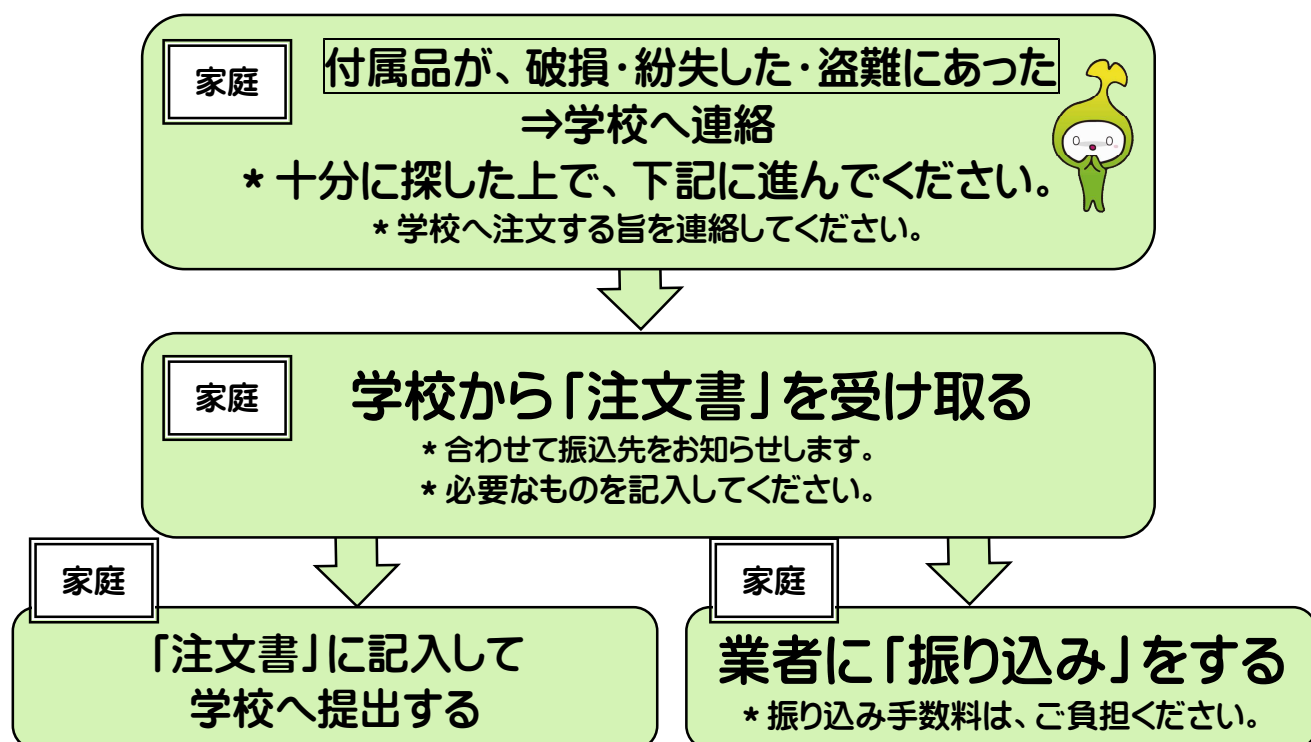 家庭
付属品が、破損・紛失した・盗難にあった
⇒学校へ連絡
*十分に探した上で、下記に進んでください。
*学校へ注文する旨を連絡してください。
家庭
学校から「注文書」を受け取る
*合わせて振込先をお知らせします。
*必要なものを記入してください。
家庭
「注文書」に記入して
学校へ提出する
家庭
業者に「振り込み」をする
*振り込み手数料は、ご負担ください。